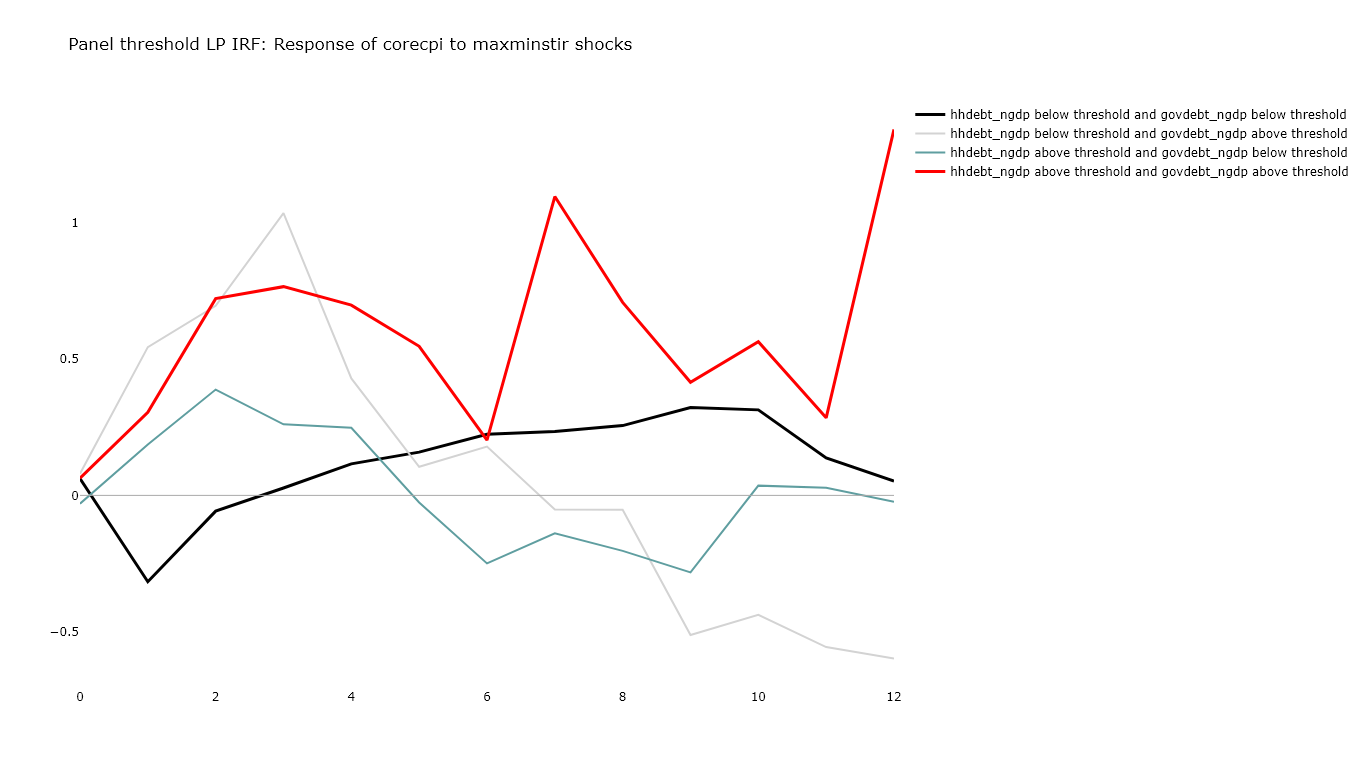 Panel threshold LP IRF: Response of corecpi to maxminstir shocks
hhdebt_ngdp below threshold and govdebt_ngdp below threshold
hhdebt_ngdp below threshold and govdebt_ngdp above threshold
hhdebt_ngdp above threshold and govdebt_ngdp below threshold
hhdebt_ngdp above threshold and govdebt_ngdp above threshold
1
0.5
0
−0.5
0 2 4 6 8 10 12